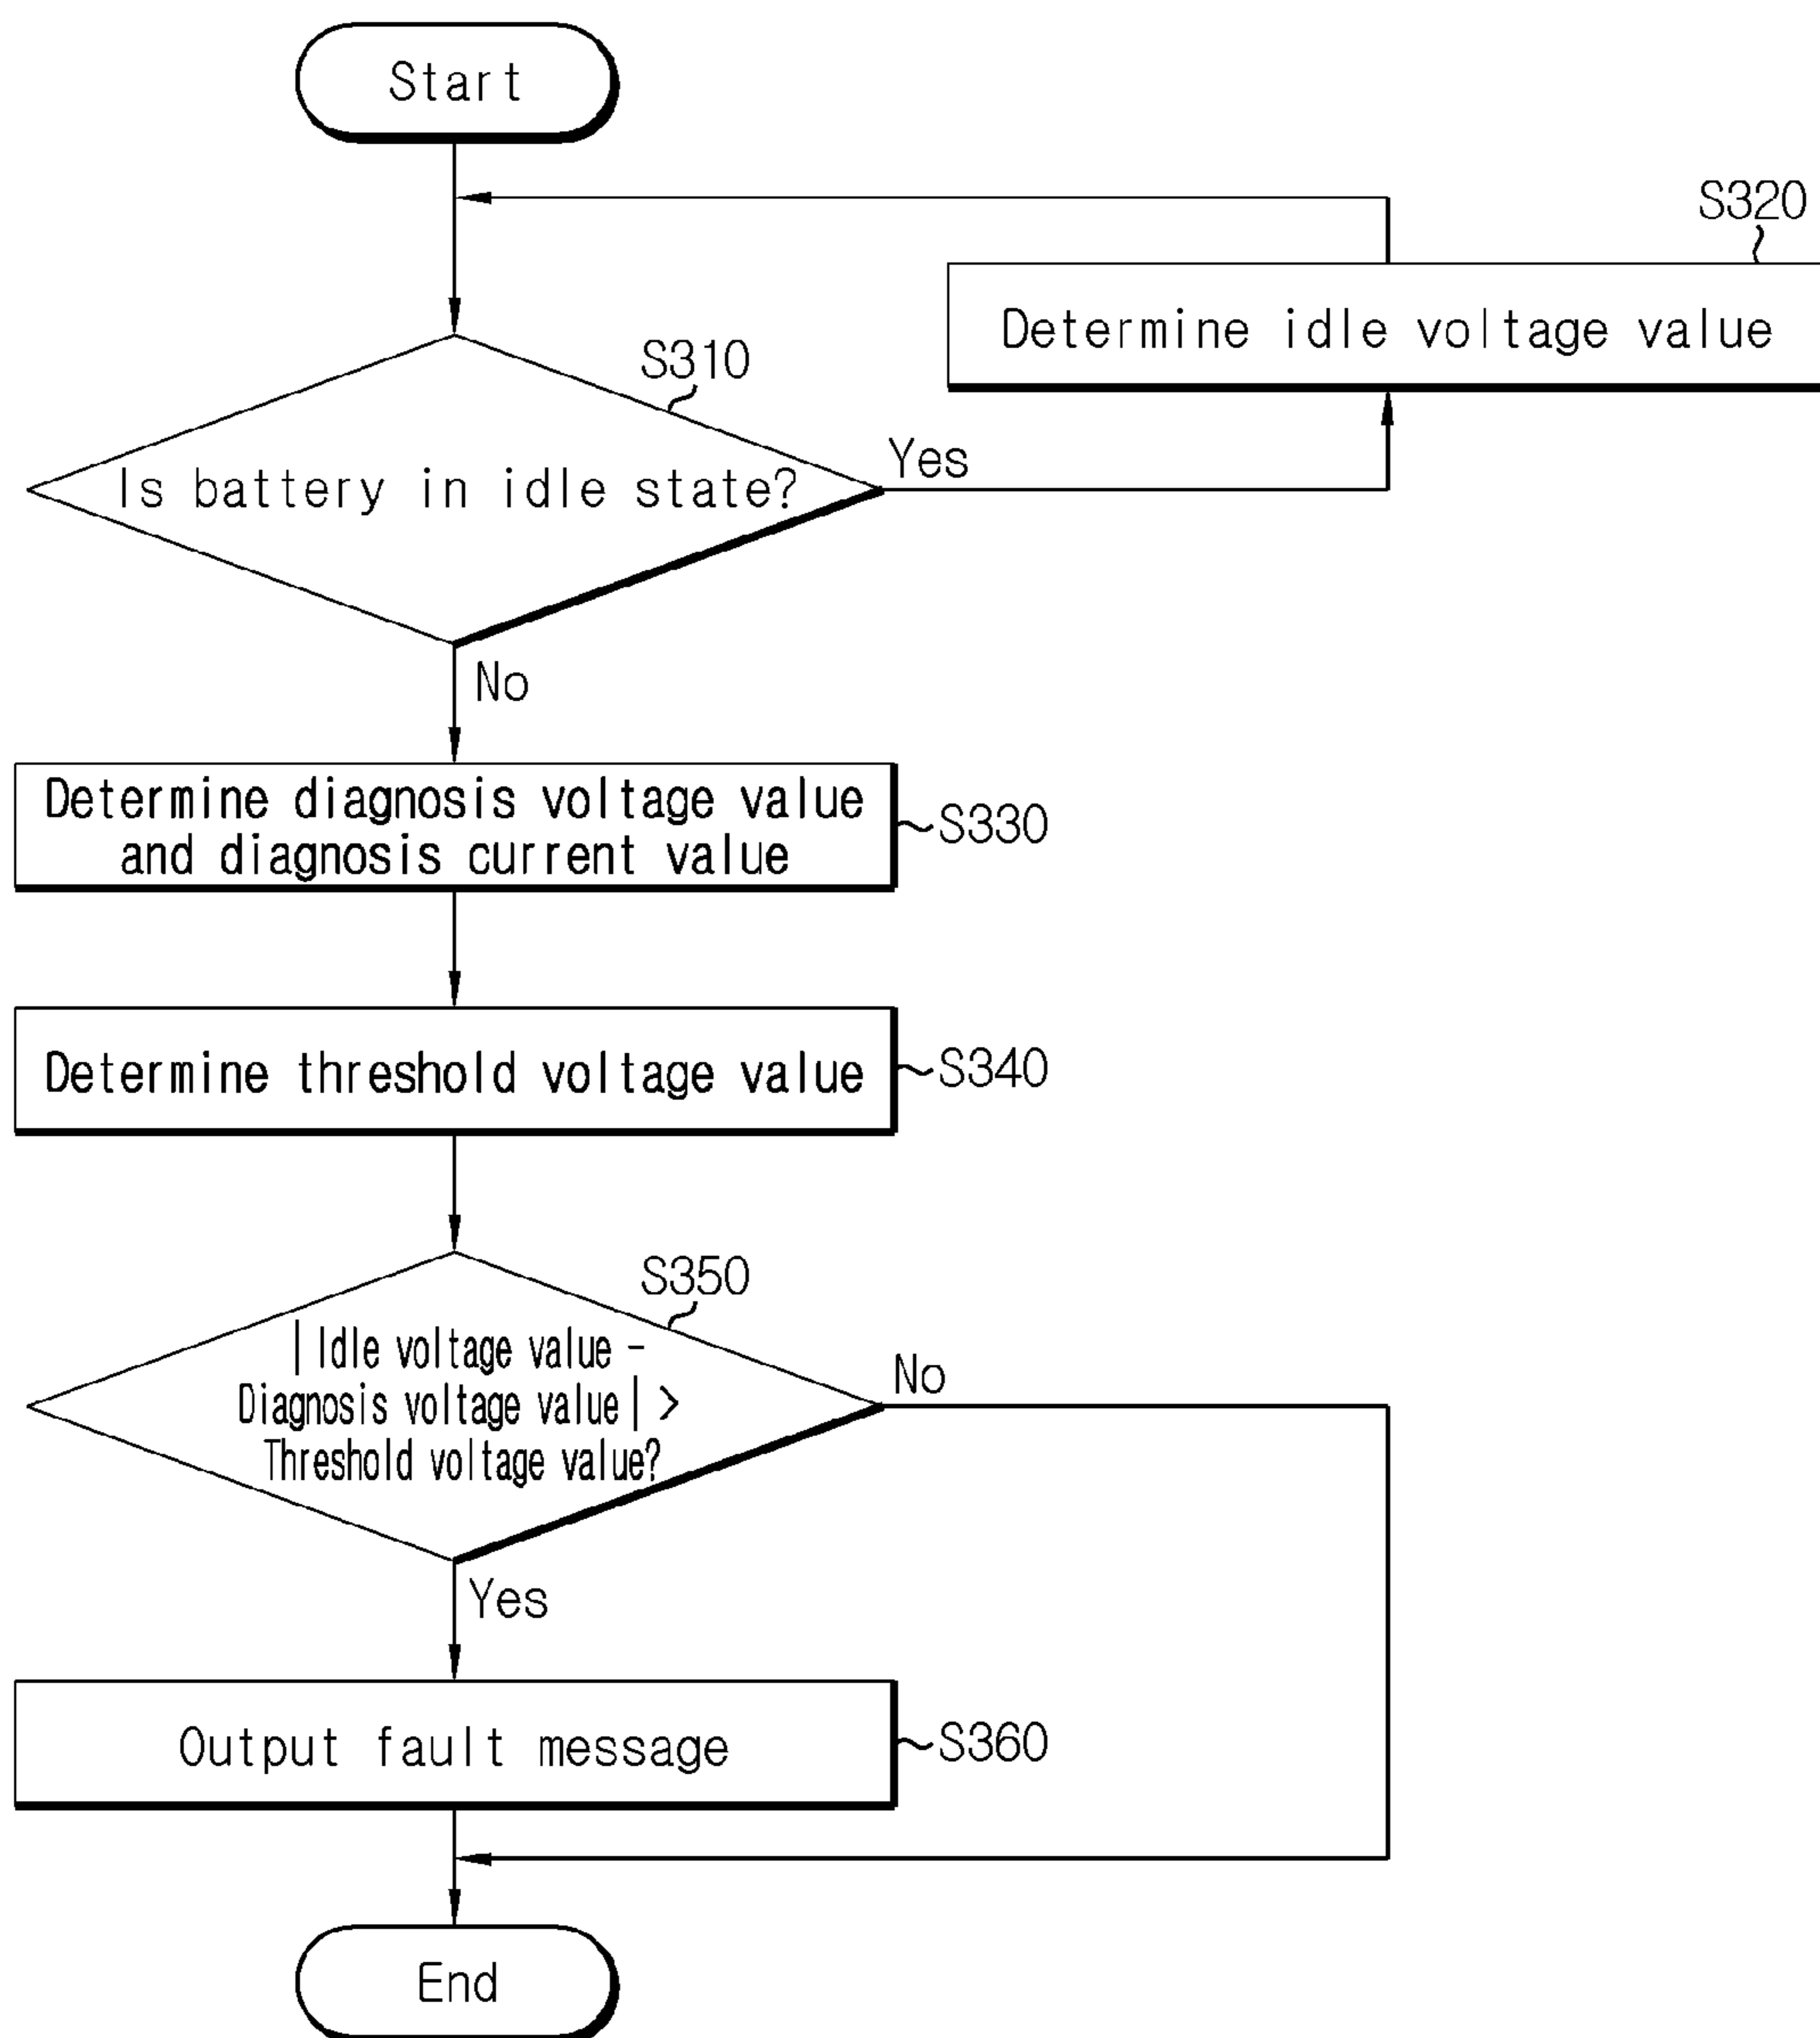 Start
S320
Determine idle voltage value
S310
Is battery in idle state?
Yes
No
Determine diagnosis voltage value
and diagnosis current value
S330
Determine threshold voltage value
S340
S350
| Idle voltage value -
Diagnosis voltage value | >
Threshold voltage value?
No
Yes
Output fault message
S360
End